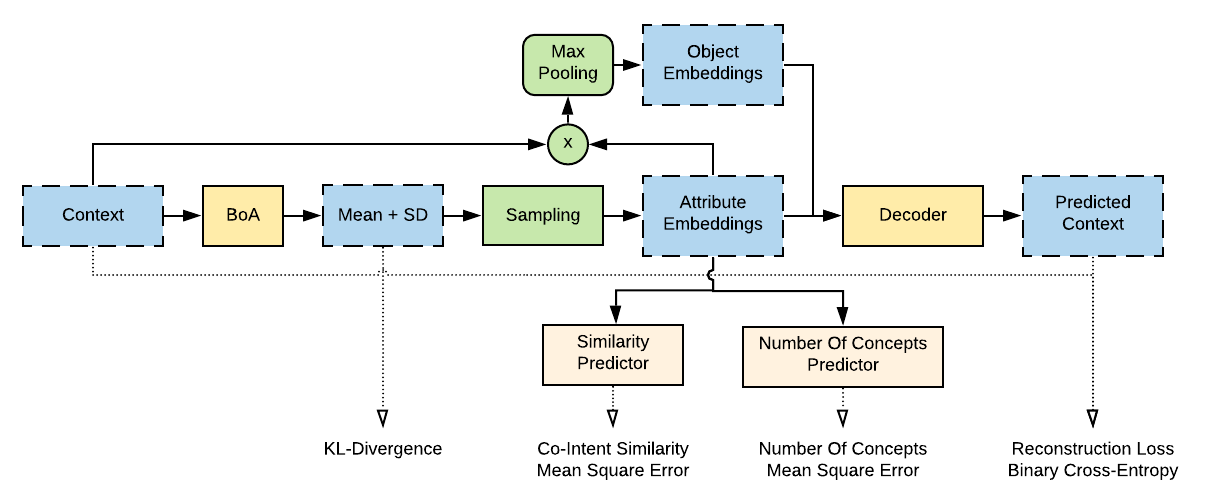 Max
Pooling
Object
Embeddings
x
Context
BoA
Mean + SD
Sampling
Attribute
Embeddings
Decoder
Predicted
Context
Similarity
Predictor
Number Of Concepts
Predictor
KL-Divergence
Co-Intent Similarity
Mean Square Error
Number Of Concepts
Mean Square Error
Reconstruction Loss
Binary Cross-Entropy